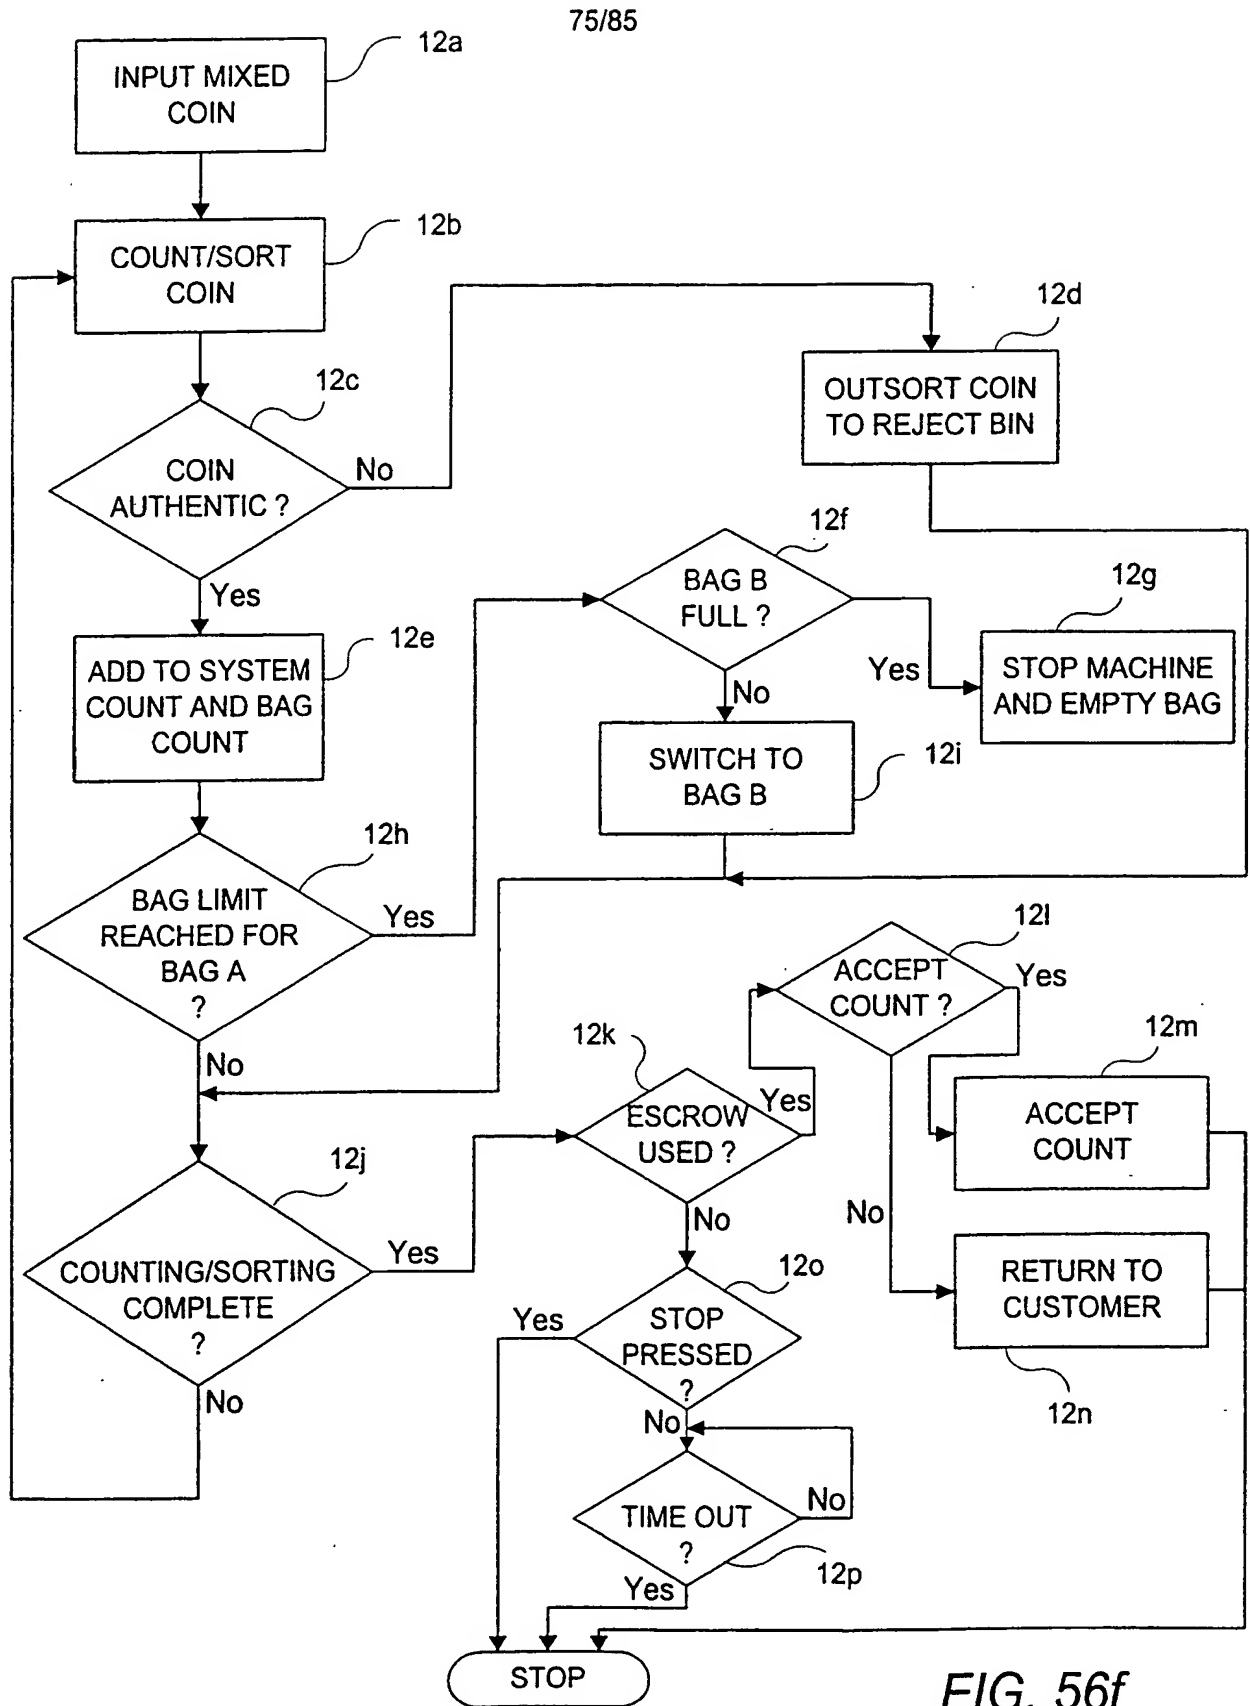 75/85
12a
INPUT MIXED
COIN
12b
COUNT/SORT
COIN
12d
OUTSORT COIN
TO REJECT BIN
12c
COIN
AUTHENTIC ?
No
Yes
12f
BAG B
FULL ?
12g
Yes
STOP MACHINE
AND EMPTY BAG
No
12e
ADD TO SYSTEM
COUNT AND BAG
COUNT
SWITCH TO
BAG B
12i
12h
BAG LIMIT
REACHED FOR
BAG A
?
Yes
No
12l
ACCEPT
COUNT ?
Yes
No
12k
ESCROW
USED ?
Yes
No
12m
ACCEPT
COUNT
12j
COUNTING/SORTING
COMPLETE
?
Yes
No
RETURN TO
CUSTOMER
12n
12o
STOP
PRESSED
?
Yes
No
TIME OUT
?
No
12p
Yes
STOP
FIG. 56f